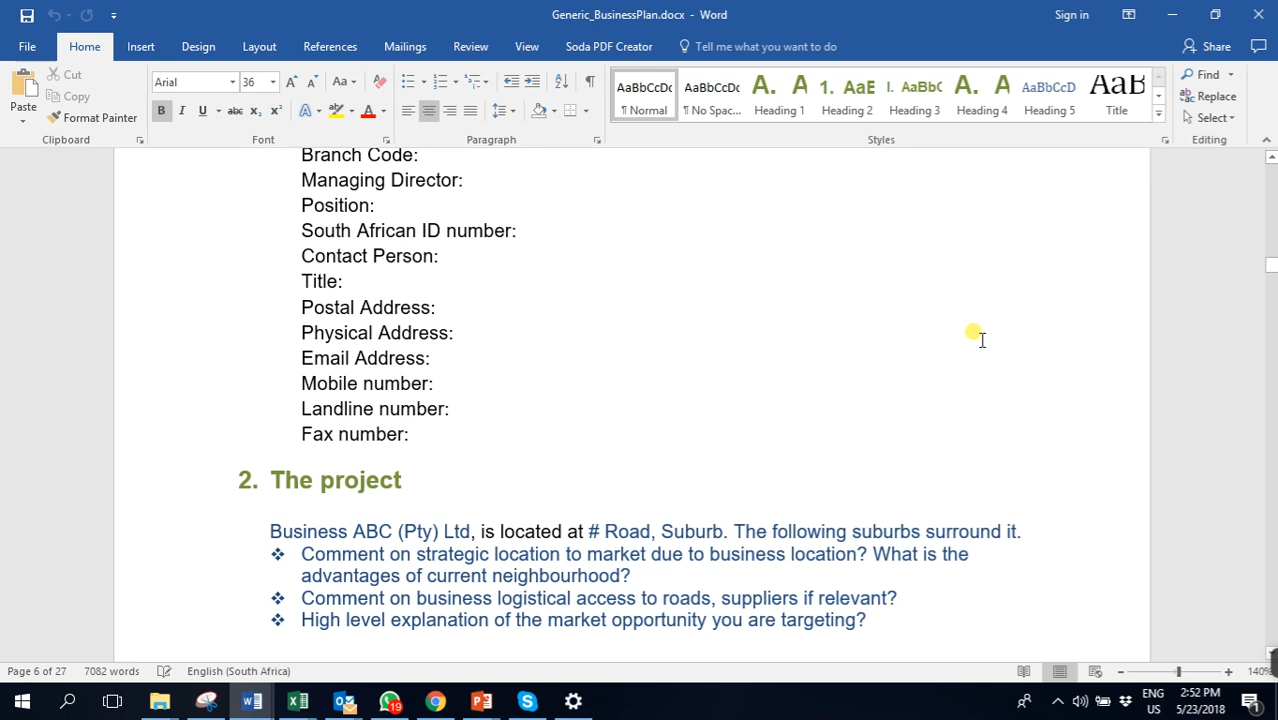 Generic_BusinessPlan.docx - Word
Sign in
File Home Insert Design Layout References Mailings Review View Soda PDF Creator Tell me what you want to do Share
Paste
Cut
Copy
Format Painter
Clipboard
Arial 36 Aa
B I U abc X₂ X² A A
Font
Paragraph
AaBbCcDc AaBbCcDc A. A 1. AaE I. AaBbC A. A AaBbCcD AaB
¶ Normal ¶ No Spac... Heading 1 Heading 2 Heading 3 Heading 4 Heading 5 Title
Styles
Find
Replace
Select
Editing
Branch Code:
Managing Director:
Position:
South African ID number:
Contact Person:
Title:
Postal Address:
Physical Address:
Email Address:
Mobile number:
Landline number:
Fax number:
2. The project
Business ABC (Pty) Ltd, is located at # Road, Suburb. The following suburbs surround it.
❖ Comment on strategic location to market due to business location? What is the
advantages of current neighbourhood?
❖ Comment on business logistical access to roads, suppliers if relevant?
❖ High level explanation of the market opportunity you are targeting?
Page 6 of 27 7082 words English (South Africa) 140%
19
ENG 2:52 PM
US 5/23/2018
1